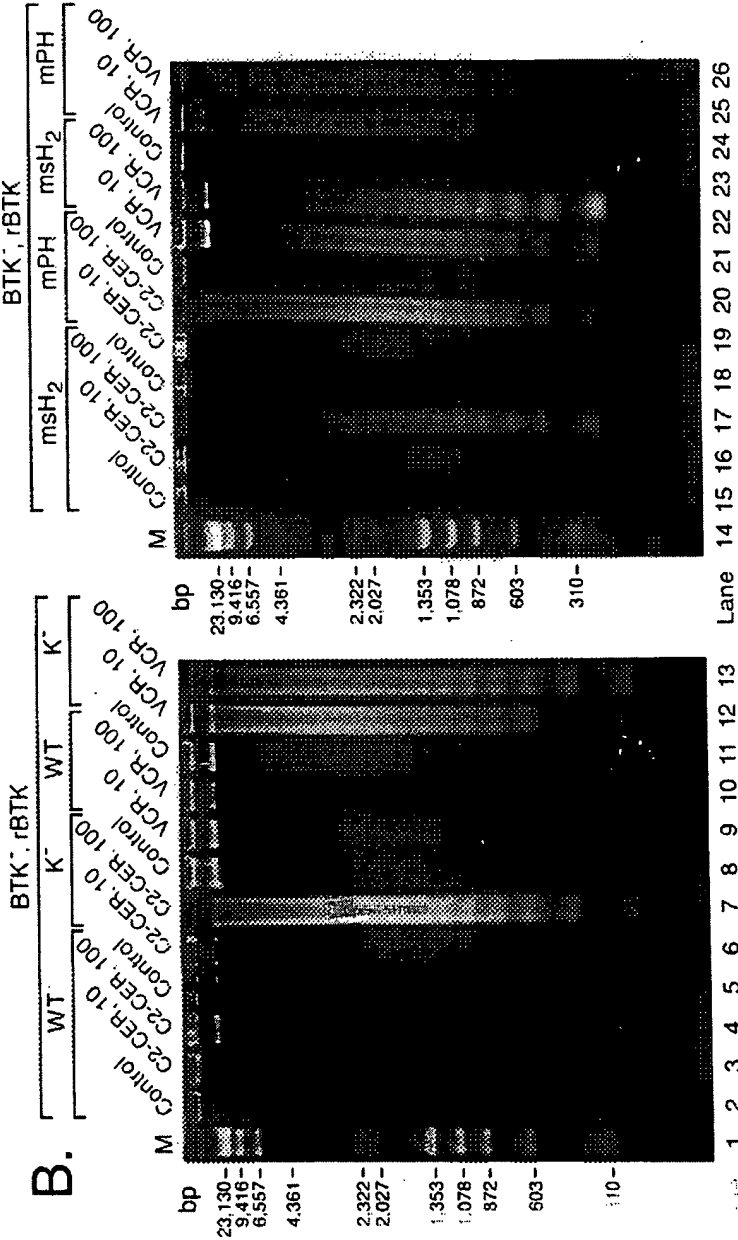 B.
BTK⁻, rBTK
WT K⁻ WT K⁻
M Control C2-CER, 10 C2-CER, 100 Control C2-CER, 10 C2-CER, 100 Control VCR, 10 VCR, 100 Control VCR, 10 VCR, 100
bp
23,130
9,416
6,557
4.361
2,322
2,027
1,353
1,078
872
603
110
1 2 3 4 5 6 7 8 9 10 11 12 13
BTK⁻, rBTK
msH₂ mPH msH₂ mPH
M Control C2-CER, 10 C2-CER, 100 Control C2-CER, 10 C2-CER, 100 Control VCR, 10 VCR, 100 Control VCR, 10 VCR, 100
bp
23.130
9.416
6.557
4.361
2.322
2,027
1,353
1,078
872
603
310
Lane 14 15 16 17 18 19 20 21 22 23 24 25 26